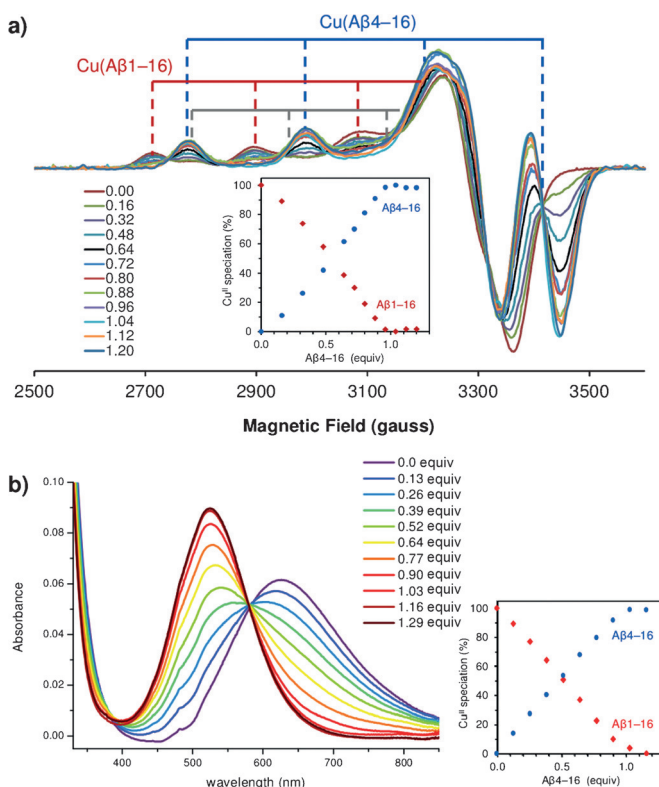 a)
Cu(Aβ4–16)
Cu(Aβ1–16)
0.00
0.16
0.32
0.48
0.64
0.72
0.80
0.88
0.96
1.04
1.12
1.20
100
80
60
40
20
0
Cu^II speciation (%)
Aβ4–16
Aβ1–16
0.0 0.5 1.0
Aβ4–16 (equiv)
2500 2700 2900 3100 3300 3500
Magnetic Field (gauss)
b)
0.10
0.08
0.06
0.04
0.02
0.00
Absorbance
400 500 600 700 800
wavelength (nm)
0.0 equiv
0.13 equiv
0.26 equiv
0.39 equiv
0.52 equiv
0.64 equiv
0.77 equiv
0.90 equiv
1.03 equiv
1.16 equiv
1.29 equiv
100
80
60
40
20
0
Cu^II speciation (%)
Aβ4–16
Aβ1–16
0.0 0.5 1.0
Aβ4–16 (equiv)